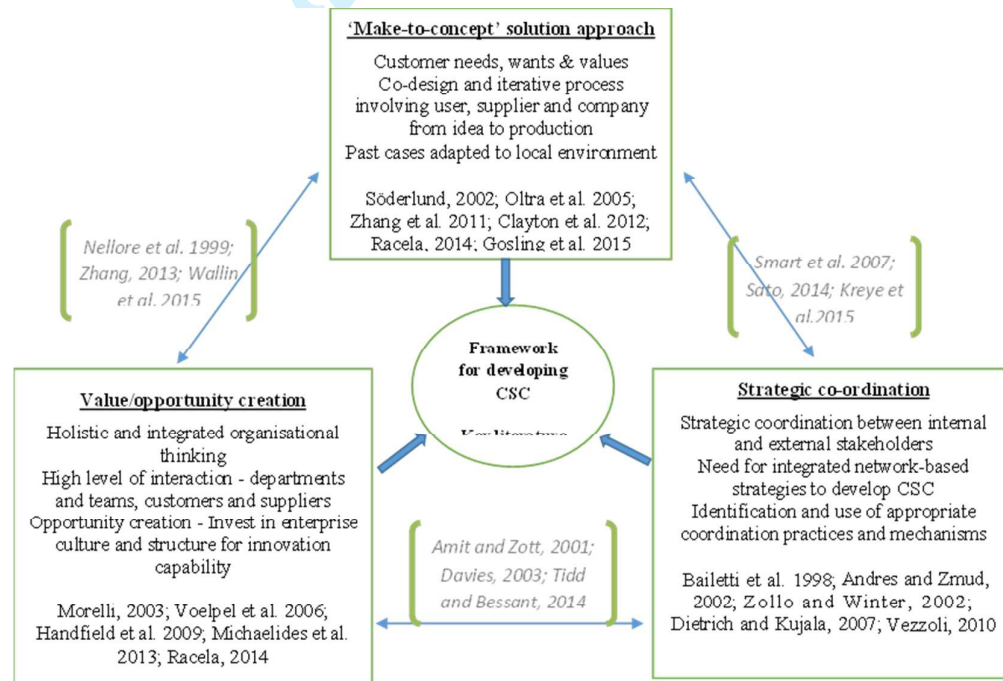 ‘Make-to-concept’ solution approach
Customer needs, wants & values
Co-design and iterative process
involving user, supplier and company
from idea to production
Past cases adapted to local environment
Söderlund, 2002; Oltra et al. 2005;
Zhang et al. 2011; Clayton et al. 2012;
Racela, 2014; Gosling et al. 2015
Nellore et al. 1999;
Zhang, 2013; Wallin
et al. 2015
Smart et al. 2007;
Sato, 2014; Kreye et
al.2015
Framework
for developing
CSC
Value/opportunity creation
Holistic and integrated organisational
thinking
High level of interaction - departments
and teams, customers and suppliers
Opportunity creation - Invest in enterprise
culture and structure for innovation
capability
Morelli, 2003; Voelpel et al. 2006;
Handfield et al. 2009; Michaelides et al.
2013; Racela, 2014
Amit and Zott, 2001;
Davies, 2003; Tidd
and Bessant, 2014
Strategic co-ordination
Strategic coordination between internal
and external stakeholders
Need for integrated network-based
strategies to develop CSC
Identification and use of appropriate
coordination practices and mechanisms
Bailetti et al. 1998; Andres and Zmud,
2002; Zollo and Winter, 2002;
Dietrich and Kujala, 2007; Vezzoli, 2010